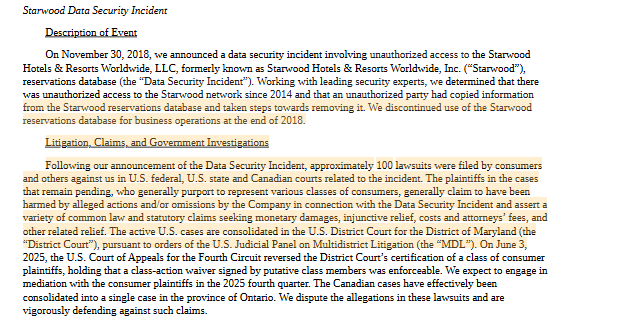 Starwood Data Security Incident
Description of Event
On November 30, 2018, we announced a data security incident involving unauthorized access to the Starwood
Hotels & Resorts Worldwide, LLC, formerly known as Starwood Hotels & Resorts Worldwide, Inc. (“Starwood”),
reservations database (the “Data Security Incident”). Working with leading security experts, we determined that there
was unauthorized access to the Starwood network since 2014 and that an unauthorized party had copied information
from the Starwood reservations database and taken steps towards removing it. We discontinued use of the Starwood
reservations database for business operations at the end of 2018.
Litigation, Claims, and Government Investigations
Following our announcement of the Data Security Incident, approximately 100 lawsuits were filed by consumers
and others against us in U.S. federal, U.S. state and Canadian courts related to the incident. The plaintiffs in the cases
that remain pending, who generally purport to represent various classes of consumers, generally claim to have been
harmed by alleged actions and/or omissions by the Company in connection with the Data Security Incident and assert a
variety of common law and statutory claims seeking monetary damages, injunctive relief, costs and attorneys’ fees, and
other related relief. The active U.S. cases are consolidated in the U.S. District Court for the District of Maryland (the
“District Court”), pursuant to orders of the U.S. Judicial Panel on Multidistrict Litigation (the “MDL”). On June 3,
2025, the U.S. Court of Appeals for the Fourth Circuit reversed the District Court’s certification of a class of consumer
plaintiffs, holding that a class-action waiver signed by putative class members was enforceable. We expect to engage in
mediation with the consumer plaintiffs in the 2025 fourth quarter. The Canadian cases have effectively been
consolidated into a single case in the province of Ontario. We dispute the allegations in these lawsuits and are
vigorously defending against such claims.